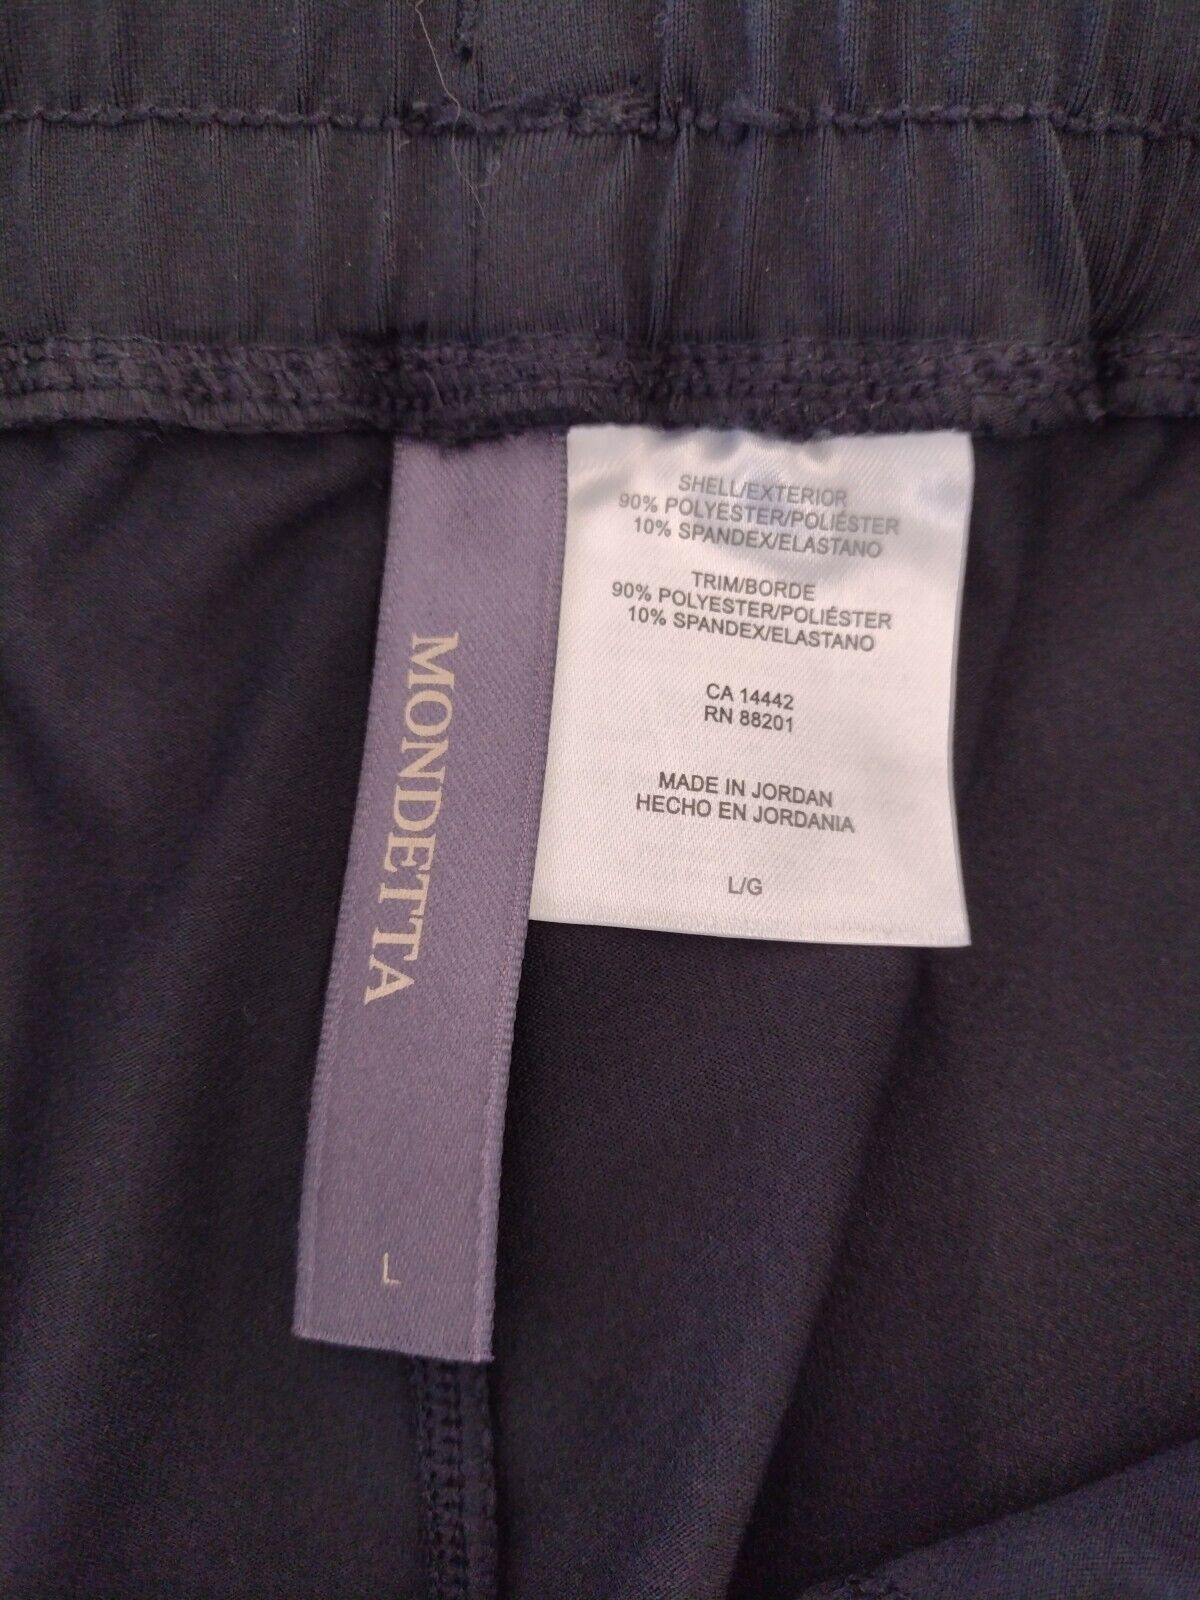 MONDETTA
L
SHELL/EXTERIOR
90% POLYESTER/POLIÉSTER
10% SPANDEX/ELASTANO
TRIM/BORDE
90% POLYESTER/POLIÉSTER
10% SPANDEX/ELASTANO
CA 14442
RN 88201
MADE IN JORDAN
HECHO EN JORDANIA
L/G